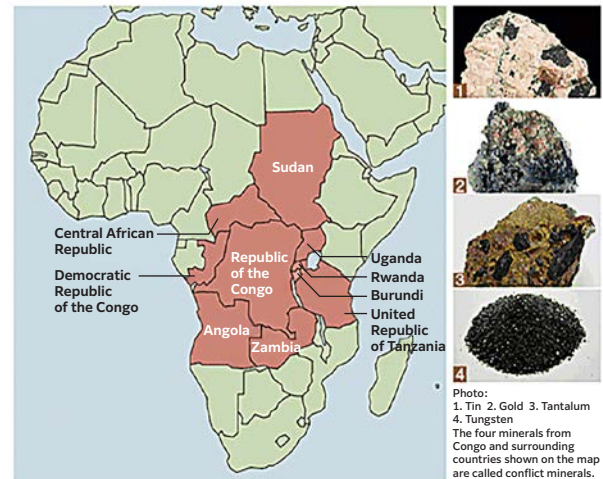 Sudan
Central African
Republic
Democratic
Republic
of the Congo
Republic
of the
Congo
Uganda
Rwanda
Burundi
United
Republic
of Tanzania
Angola
Zambia
1
2
3
4
Photo:
1. Tin 2. Gold 3. Tantalum
4. Tungsten
The four minerals from
Congo and surrounding
countries shown on the map
are called conflict minerals.